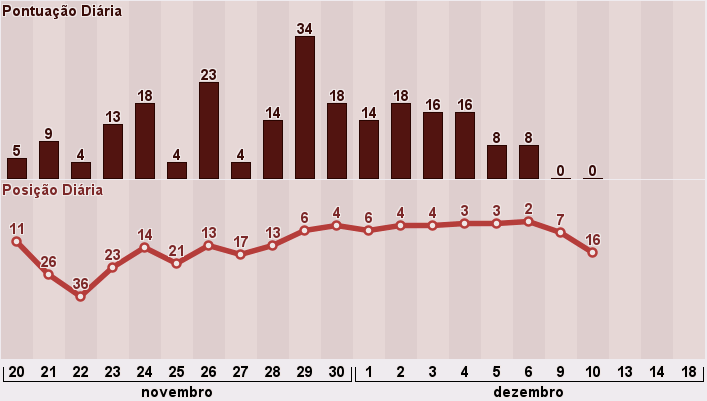 Pontuação Diária
5 9 4 13 18 4 23 4 14 34 18 14 18 16 16 8 8 0 0
Posição Diária
11 26 36 23 14 21 13 17 13 6 4 6 4 4 3 3 2 7 16
20 21 22 23 24 25 26 27 28 29 30 1 2 3 4 5 6 9 10 13 14 18
novembro dezembro